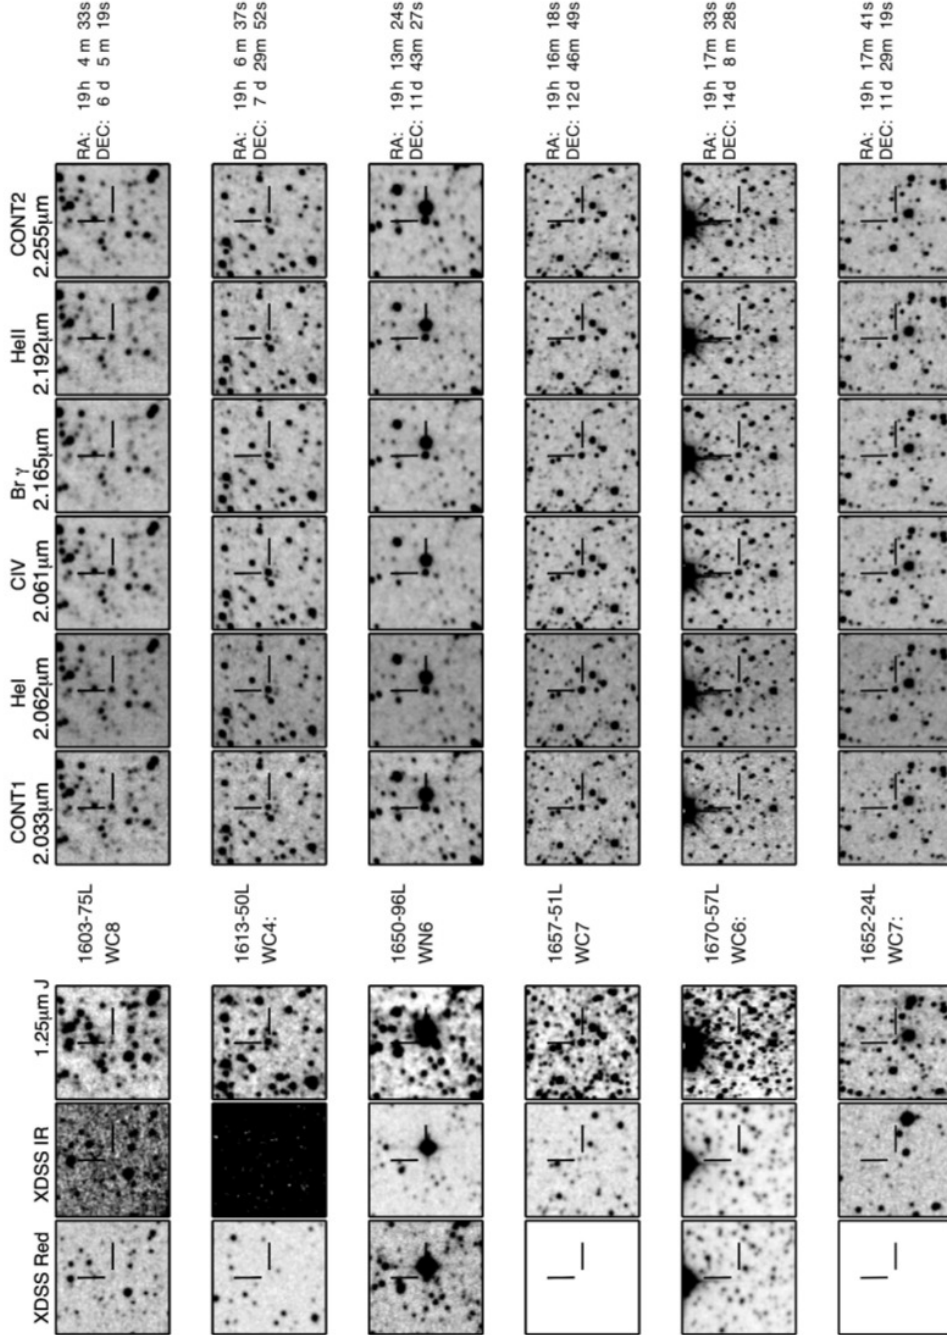 XDSS Red
XDSS IR
1.25μm J
CONT1
2.033μm
HeI
2.062μm
CIV
2.061μm
Br γ
2.165μm
HeII
2.192μm
CONT2
2.255μm
1603-75L
WC8
RA: 19h 4 m 33s
DEC: 6 d 5 m 19s
1613-50L
WC4:
RA: 19h 6 m 37s
DEC: 7 d 29m 52s
1650-96L
WN6
RA: 19h 13m 24s
DEC: 11d 43m 27s
1657-51L
WC7
RA: 19h 16m 18s
DEC: 12d 46m 49s
1670-57L
WC6:
RA: 19h 17m 33s
DEC: 14d 8 m 28s
1652-24L
WC7:
RA: 19h 17m 41s
DEC: 11d 29m 19s